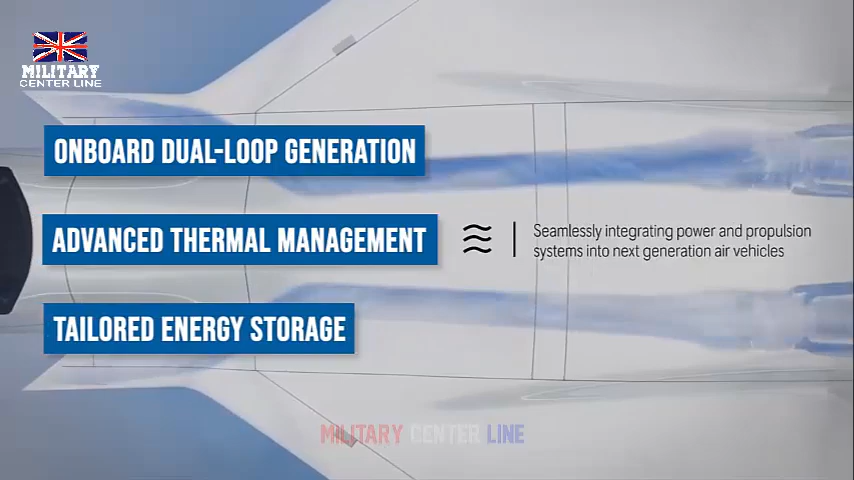 MILITARY
CENTER LINE
ONBOARD DUAL-LOOP GENERATION
ADVANCED THERMAL MANAGEMENT
Seamlessly integrating power and propulsion
systems into next generation air vehicles
TAILORED ENERGY STORAGE
MILITARY CENTER LINE